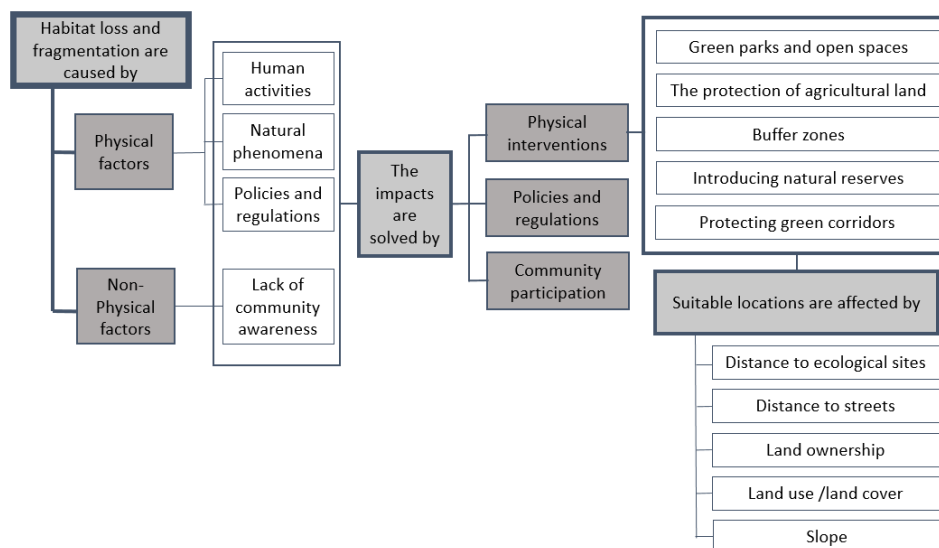 Habitat loss and
fragmentation are
caused by
Physical
factors
Non-
Physical
factors
Human
activities
Natural
phenomena
Policies and
regulations
Lack of
community
awareness
The
impacts
are
solved by
Physical
interventions
Policies and
regulations
Community
participation
Green parks and open spaces
The protection of agricultural land
Buffer zones
Introducing natural reserves
Protecting green corridors
Suitable locations are affected by
Distance to ecological sites
Distance to streets
Land ownership
Land use /land cover
Slope